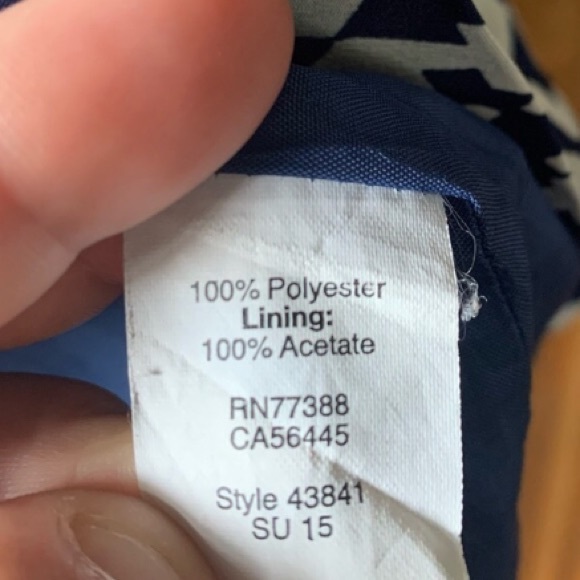 100% Polyester
Lining:
100% Acetate
RN77388
CA56445
Style 43841
SU 15